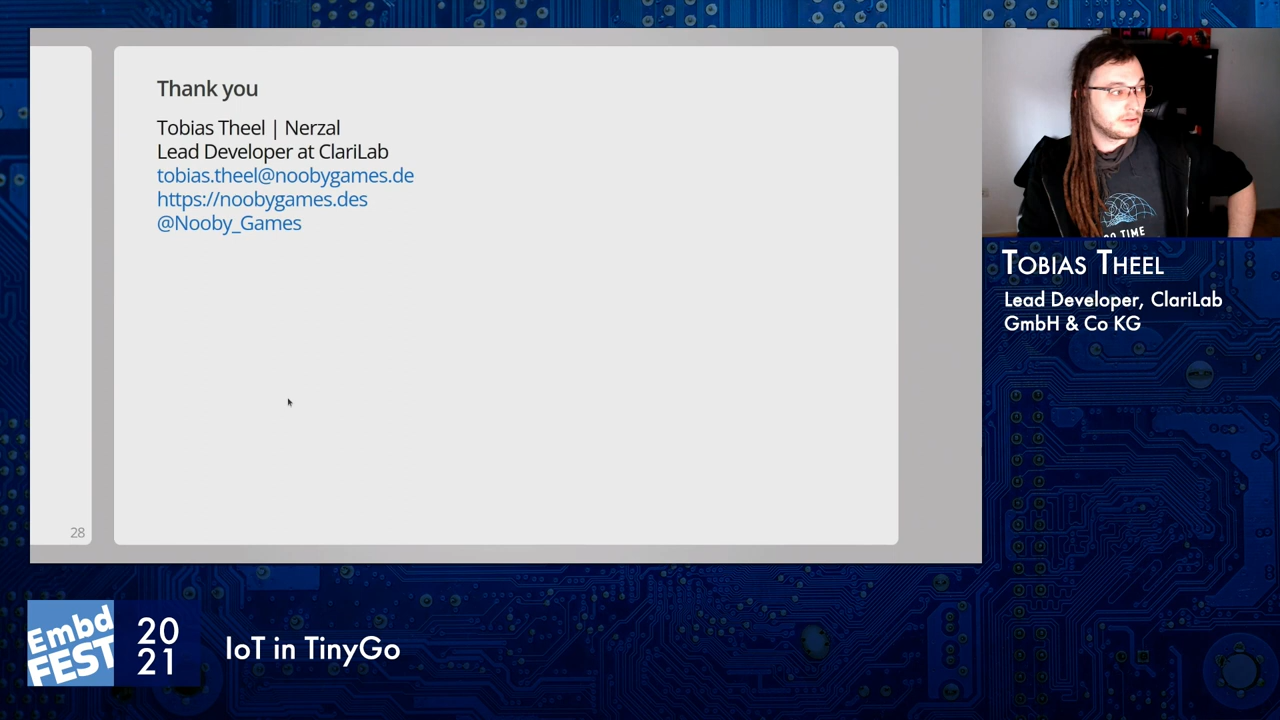 Thank you
Tobias Theel | Nerzal
Lead Developer at ClariLab
tobias.theel@noobygames.de
https://noobygames.des
@Nooby_Games
28
TIME
TOBIAS THEEL
Lead Developer, ClariLab
GmbH & Co KG
Embd
FEST
20
21
IoT in TinyGo